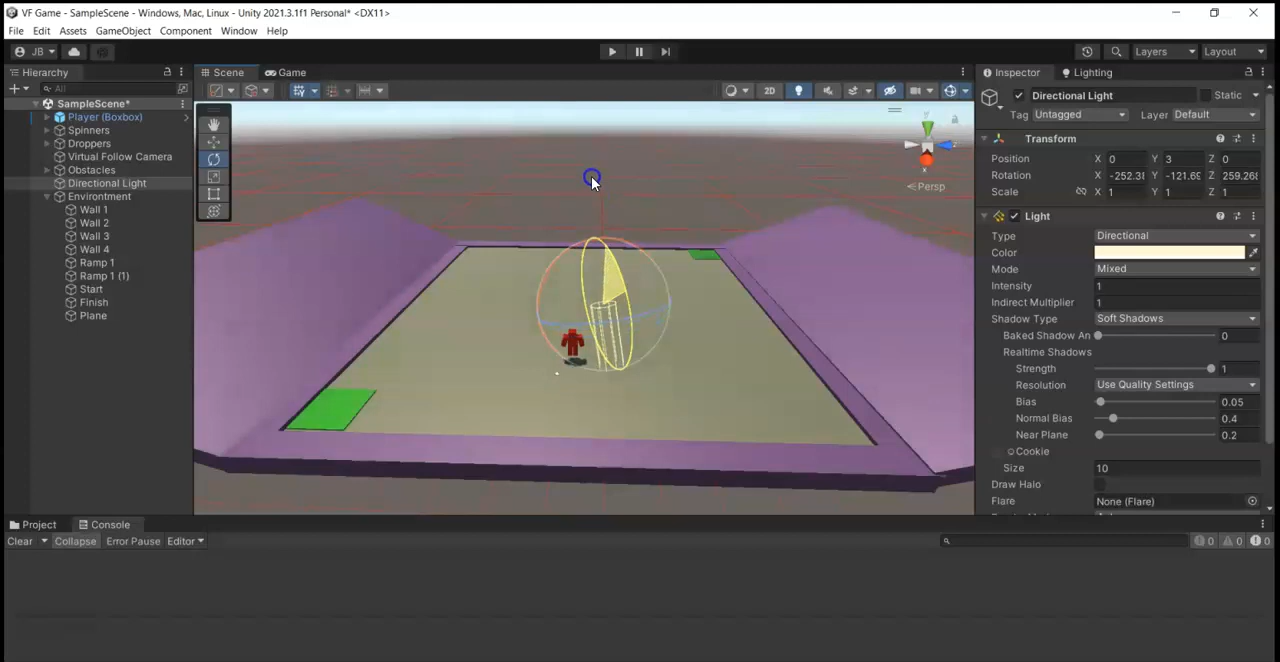 VF Game - SampleScene - Windows, Mac, Linux - Unity 2021.3.1f1 Personal* <DX11>
File Edit Assets GameObject Component Window Help
JB Layers Layout
Hierarchy Scene Game Inspector Lighting
All 2D
SampleScene* Directional Light Static
Player (Boxbox) Tag Untagged Layer Default
Spinners
Droppers Transform
Virtual Follow Camera Position X 0 Y 3 Z 0
Obstacles Rotation X -252.3 Y -121.69 Z 259.26
Directional Light Persp Scale X 1 Y 1 Z 1
Environtment
Wall 1 Light
Wall 2 Type Directional
Wall 3 Color
Wall 4 Mode Mixed
Ramp 1 Intensity 1
Ramp 1 (1) Indirect Multiplier 1
Start Shadow Type Soft Shadows
Finish Baked Shadow An 0
Plane Realtime Shadows
Strength 1
Resolution Use Quality Settings
Bias 0.05
Normal Bias 0.4
Near Plane 0.2
Cookie
Size 10
Draw Halo
Flare None (Flare)
Project Console
Clear Collapse Error Pause Editor 0 0 0